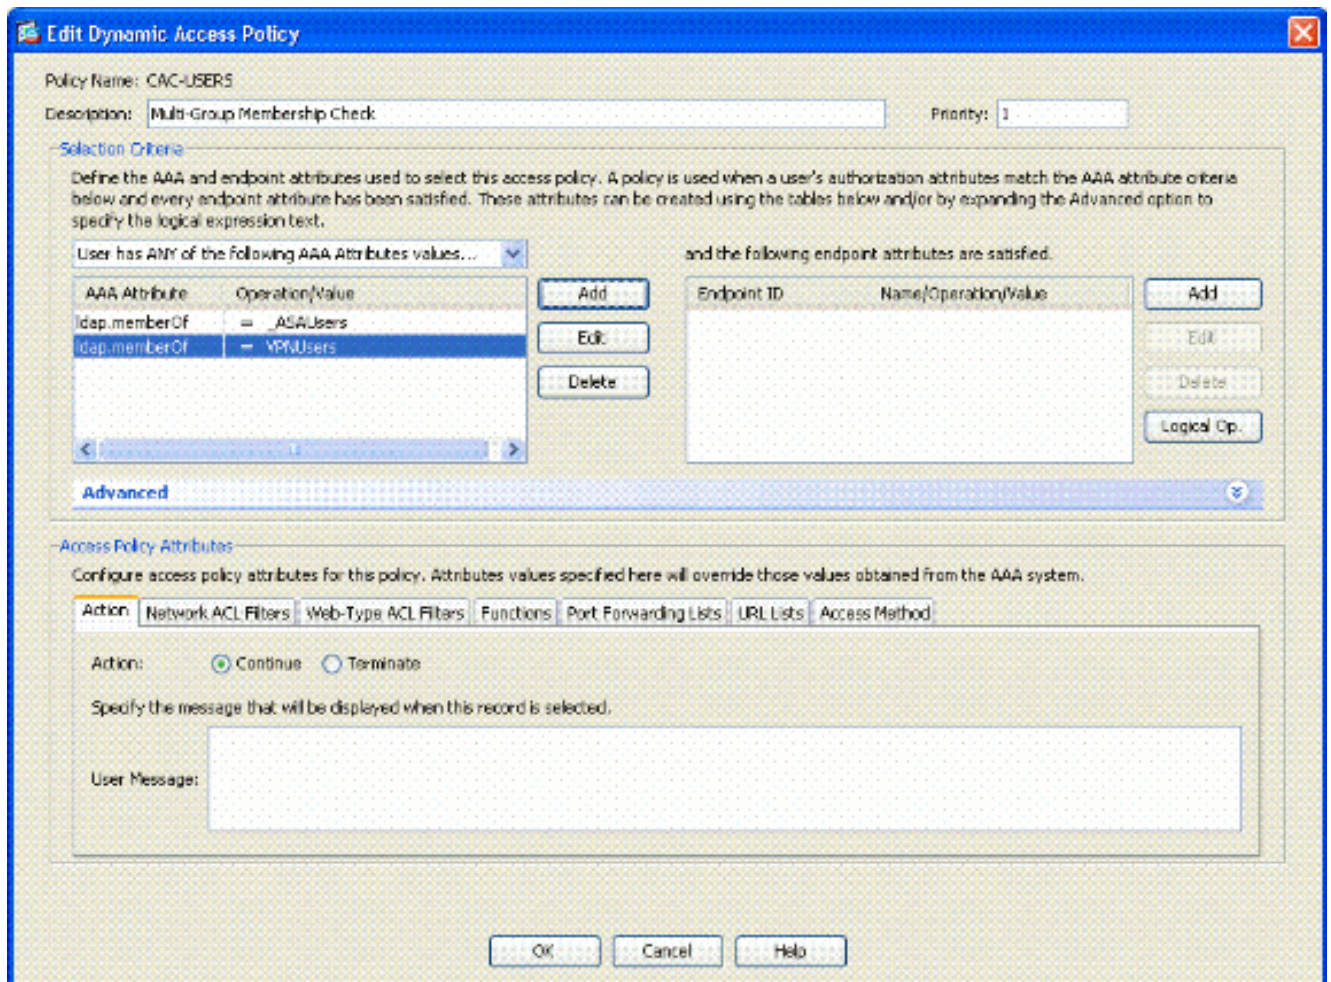 Edit Dynamic Access Policy
Policy Name: CAC-USERS
Description: Multi-Group Membership Check Priority: 1
Selection Criteria
Define the AAA and endpoint attributes used to select this access policy. A policy is used when a user's authorization attributes match the AAA attribute criteria
below and every endpoint attribute has been satisfied. These attributes can be created using the tables below and/or by expanding the Advanced option to
specify the logical expression text.
User has ANY of the following AAA Attributes values... and the following endpoint attributes are satisfied.
AAA Attribute Operation/Value Add Endpoint ID Name/Operation/Value Add
ldap.memberOf = _ASAUsers
Edit Edit
ldap.memberOf = VPNUsers
Delete Delete
Logical Op.
Advanced
Access Policy Attributes
Configure access policy attributes for this policy. Attributes values specified here will override those values obtained from the AAA system.
Action Network ACL Filters Web-Type ACL Filters Functions Port Forwarding Lists URL Lists Access Method
Action: Continue Terminate
Specify the message that will be displayed when this record is selected.
User Message:
OK Cancel Help